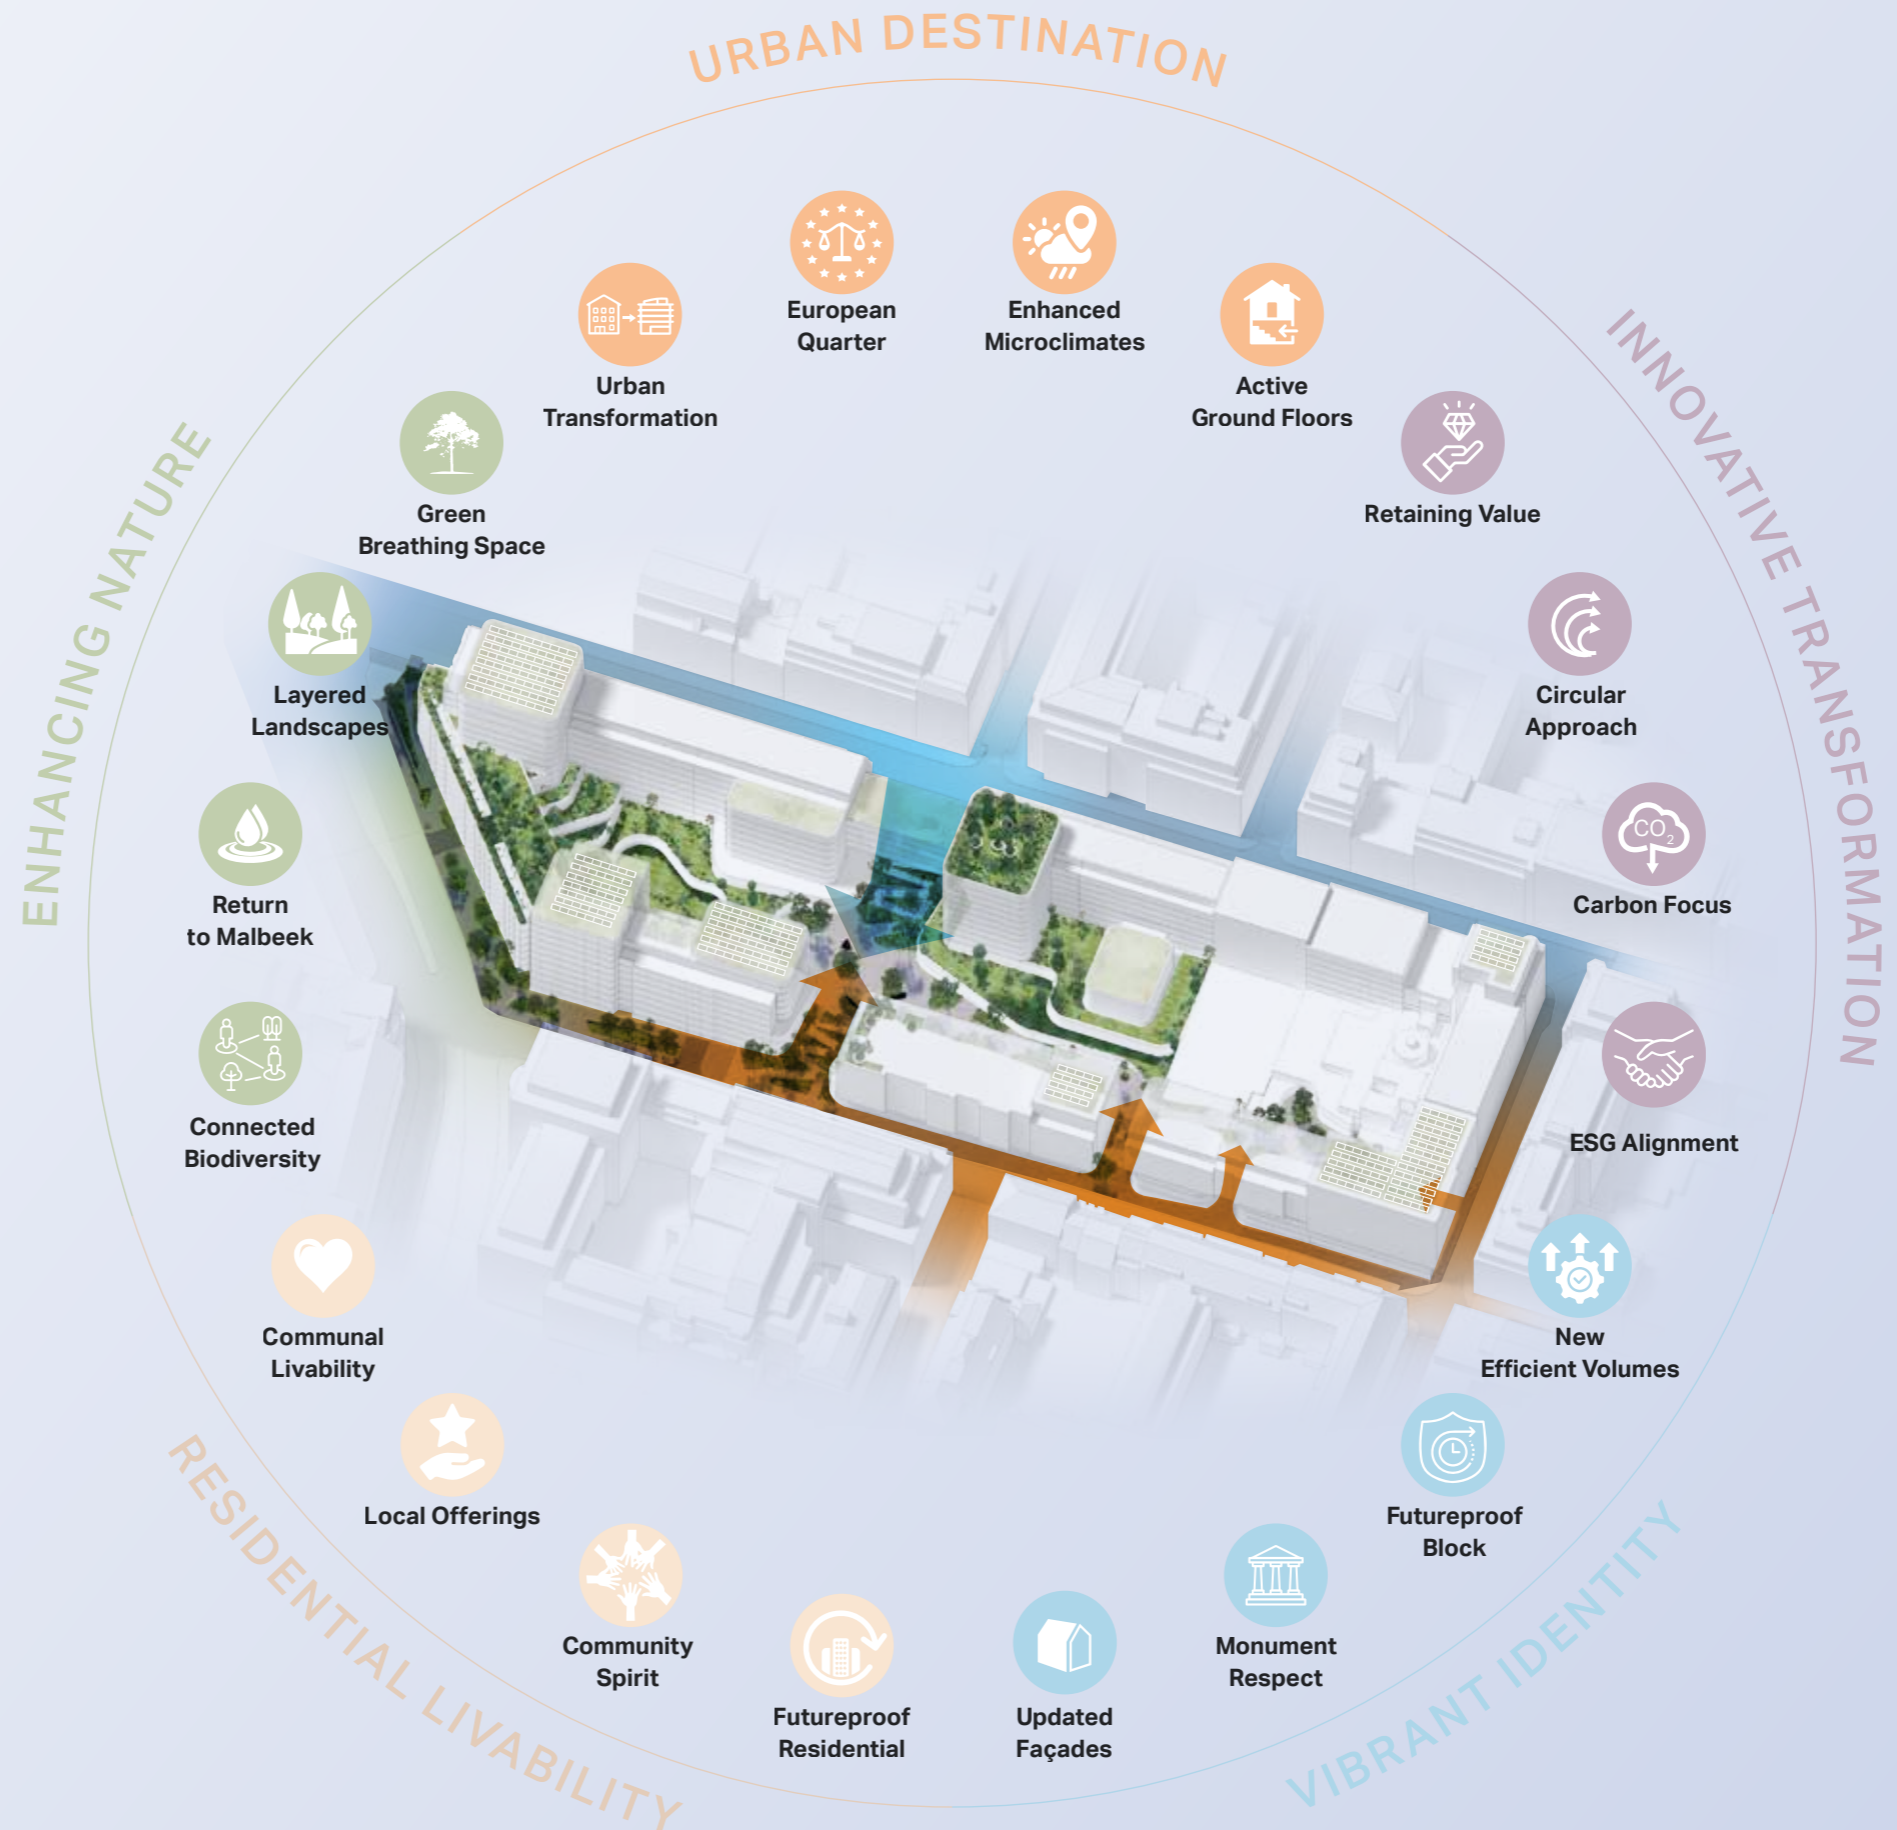 URBAN DESTINATION
European
Quarter
Enhanced
Microclimates
Urban
Transformation
Active
Ground Floors
INNOVATIVE TRANSFORMATION
Green
Breathing Space
Retaining Value
ENHANCING NATURE
Layered
Landscapes
Circular
Approach
CO2
Carbon Focus
Return
to Malbeek
Connected
Biodiversity
ESG Alignment
Communal
Livability
New
Efficient Volumes
Local Offerings
Futureproof
Block
RESIDENTIAL LIVABILITY
Community
Spirit
Monument
Respect
VIBRANT IDENTITY
Futureproof
Residential
Updated
Façades